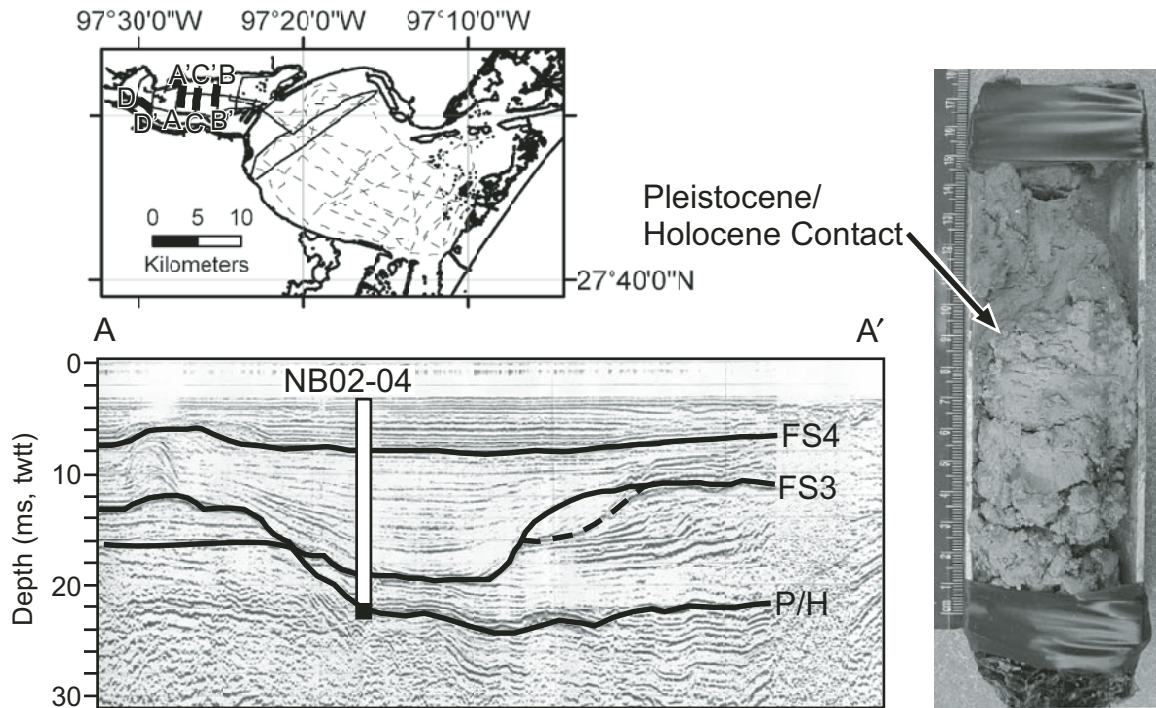 97°30'0"W 97°20'0"W 97°10'0"W
A' C' B
D
D' A C B'
0 5 10
Kilometers
27°40'0"N
Pleistocene/
Holocene Contact
A A′
NB02-04
0
10
20
30
Depth (ms, twtt)
FS4
FS3
P/H